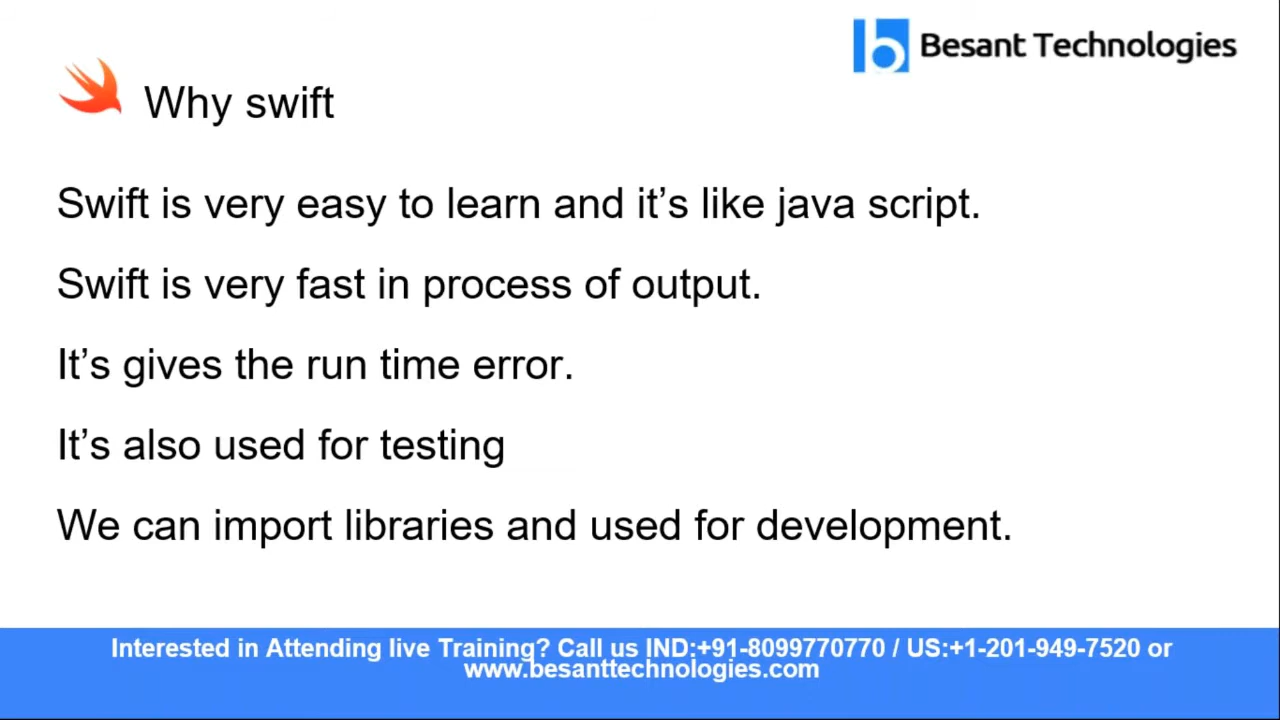 Besant Technologies
Why swift
Swift is very easy to learn and it's like java script.
Swift is very fast in process of output.
It's gives the run time error.
It's also used for testing
We can import libraries and used for development.
Interested in Attending live Training? Call us IND:+91-8099770770 / US:+1-201-949-7520 or
www.besanttechnologies.com